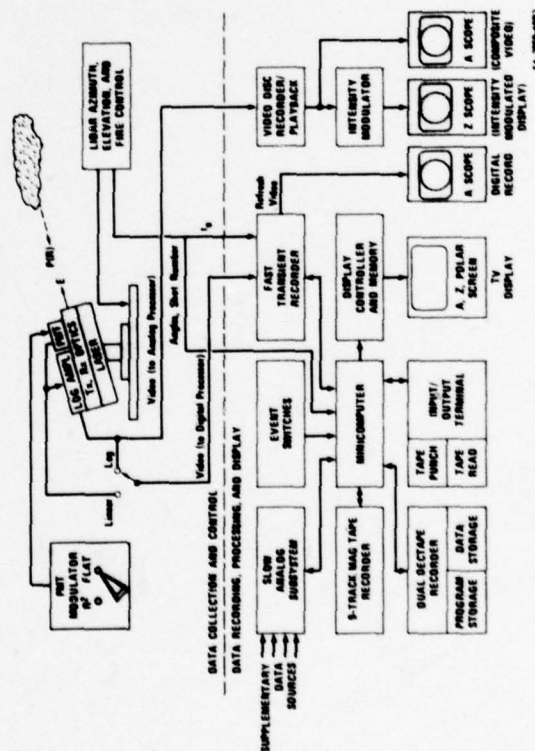 PMT
MODULATOR
R² FLAT
Linear
Log
LOG AMPL
PMT
Tx, Rx OPTICS
LASER
E
P(R)
LIDAR AZIMUTH,
ELEVATION, AND
FIRE CONTROL
Video (to Analog Processor)
Angles, Shot Number
Video (to Digital Processor)
DATA COLLECTION AND CONTROL
DATA RECORDING, PROCESSING, AND DISPLAY
SUPPLEMENTARY
DATA
SOURCES
SLOW
ANALOG
SUBSYSTEM
EVENT
SWITCHES
FAST
TRANSIENT
RECORDER
Refresh
Video
VIDEO DISC
RECORDER/
PLAYBACK
9-TRACK MAG TAPE
RECORDER
MINICOMPUTER
DISPLAY
CONTROLLER
AND MEMORY
INTENSITY
MODULATOR
DUAL DECTAPE
RECORDER
PROGRAM
STORAGE
DATA
STORAGE
TAPE
PUNCH
TAPE
READ
INPUT/
OUTPUT
TERMINAL
A, Z, POLAR
SCREEN
TV
DISPLAY
A SCOPE
DIGITAL
RECORD
Z SCOPE
(INTENSITY
MODULATED
DISPLAY)
A SCOPE
(COMPOSITE
VIDEO)